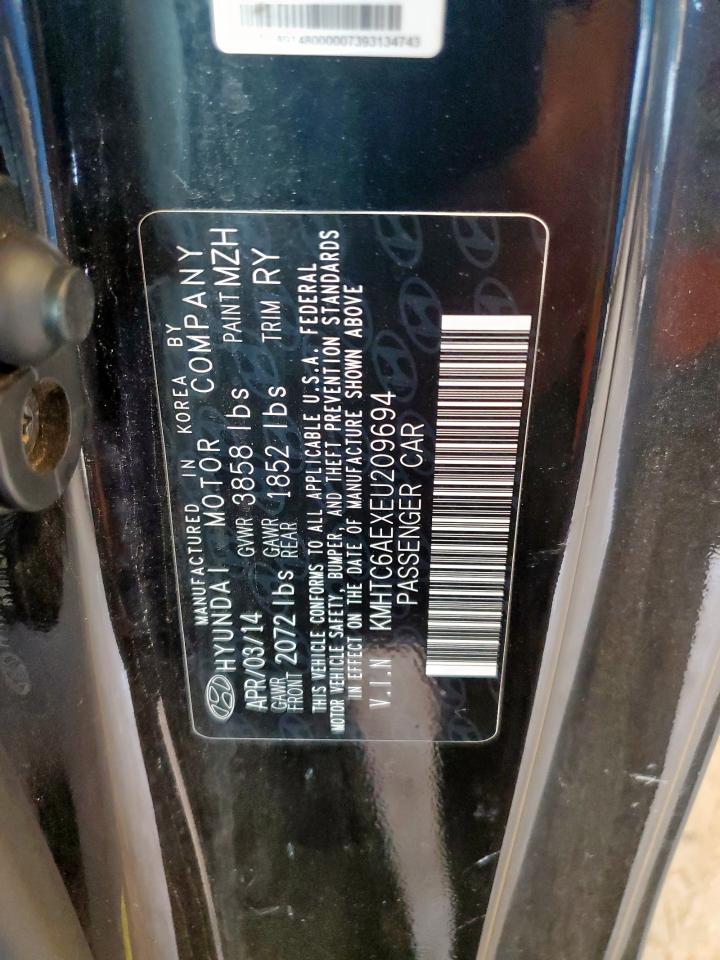 7393134743
MANUFACTURED IN KOREA BY
HYUNDAI MOTOR COMPANY
APR/03/14 GVWR 3858 lbs PAINT MZH
GAWR FRONT 2072 lbs GAWR REAR 1852 lbs TRIM RY
THIS VEHICLE CONFORMS TO ALL APPLICABLE U.S.A. FEDERAL
MOTOR VEHICLE SAFETY, BUMPER, AND THEFT PREVENTION STANDARDS
IN EFFECT ON THE DATE OF MANUFACTURE SHOWN ABOVE
V.I.N KMHTC6AEXEU209694
PASSENGER CAR